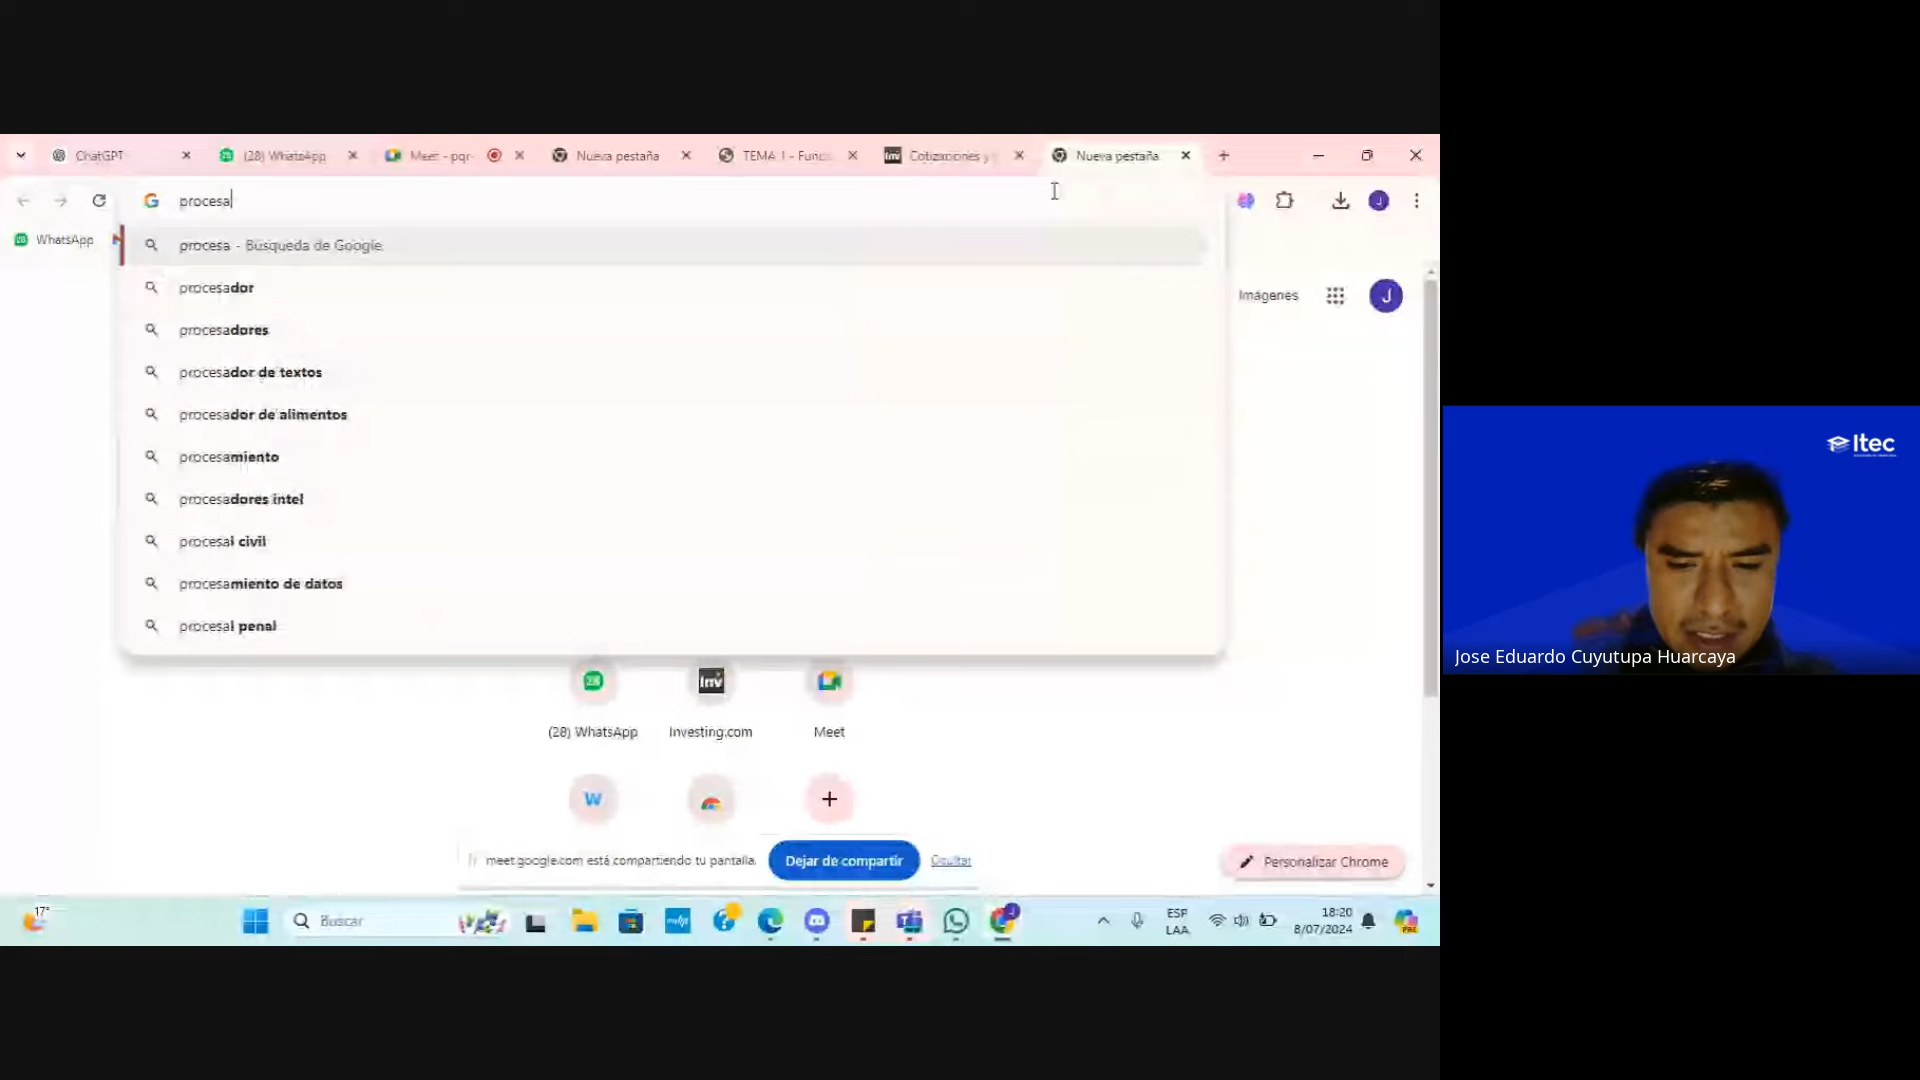 ChatGPT
(28) WhatsApp
Meet - pqr-
Nueva pestaña
TEMA 1 - Func
Cotizaciones y
Nueva pestaña
procesa
WhatsApp
procesa - Búsqueda de Google
procesador
procesadores
procesador de textos
procesador de alimentos
procesamiento
procesadores intel
procesal civil
procesamiento de datos
procesal penal
Imágenes
J
Inv
(28) WhatsApp
Investing.com
Meet
W
meet.google.com está compartiendo tu pantalla.
Dejar de compartir
Ocultar
Personalizar Chrome
17°
Buscar
ESP
LAA
18:20
8/07/2024
Itec
Jose Eduardo Cuyutupa Huarcaya